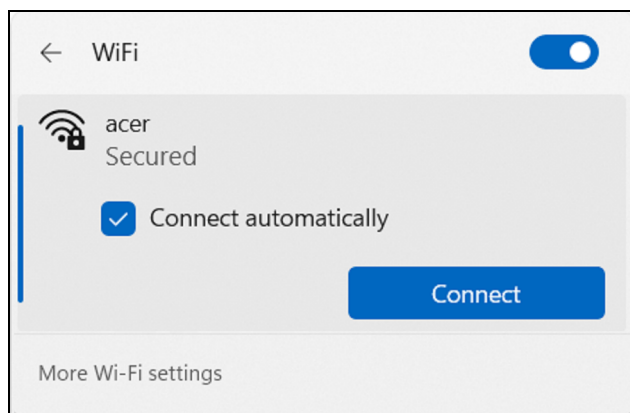 WiFi
acer
Secured
Connect automatically
Connect
More Wi-Fi settings